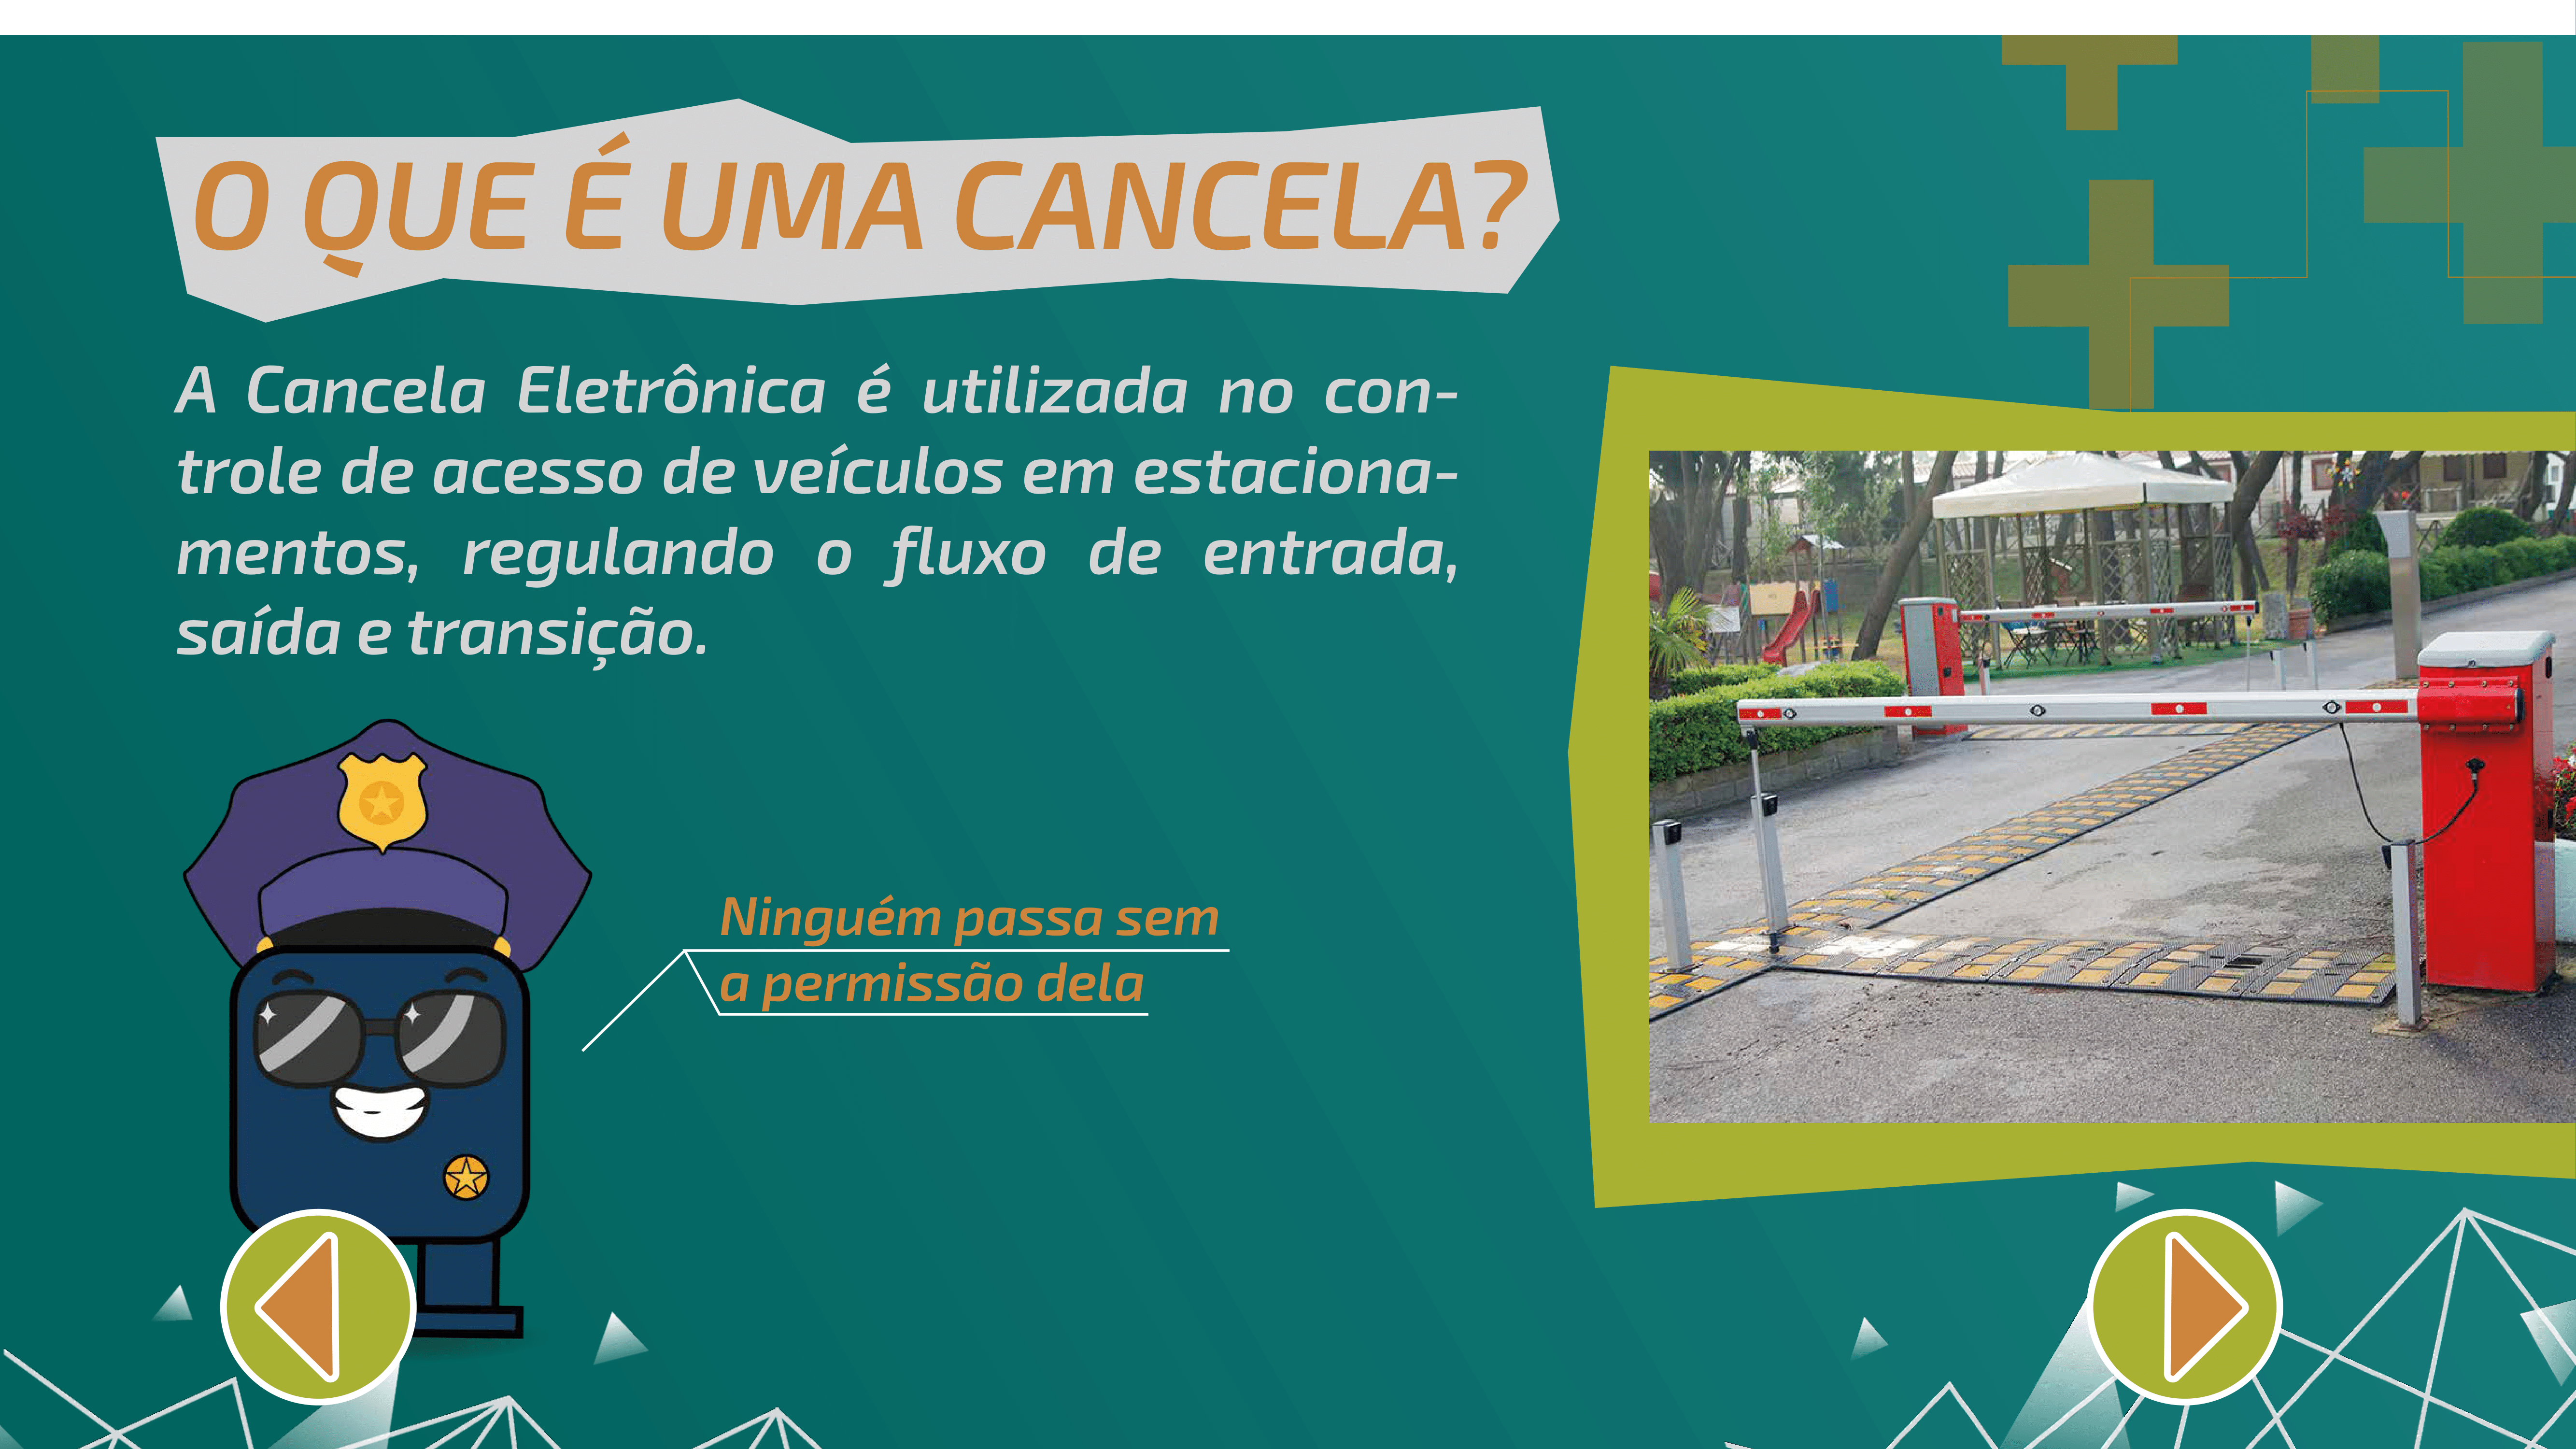 O QUE É UMA CANCELA?
A Cancela Eletrônica é utilizada no con-
trole de acesso de veículos em estaciona-
mentos, regulando o fluxo de entrada,
saída e transição.
Ninguém passa sem
a permissão dela